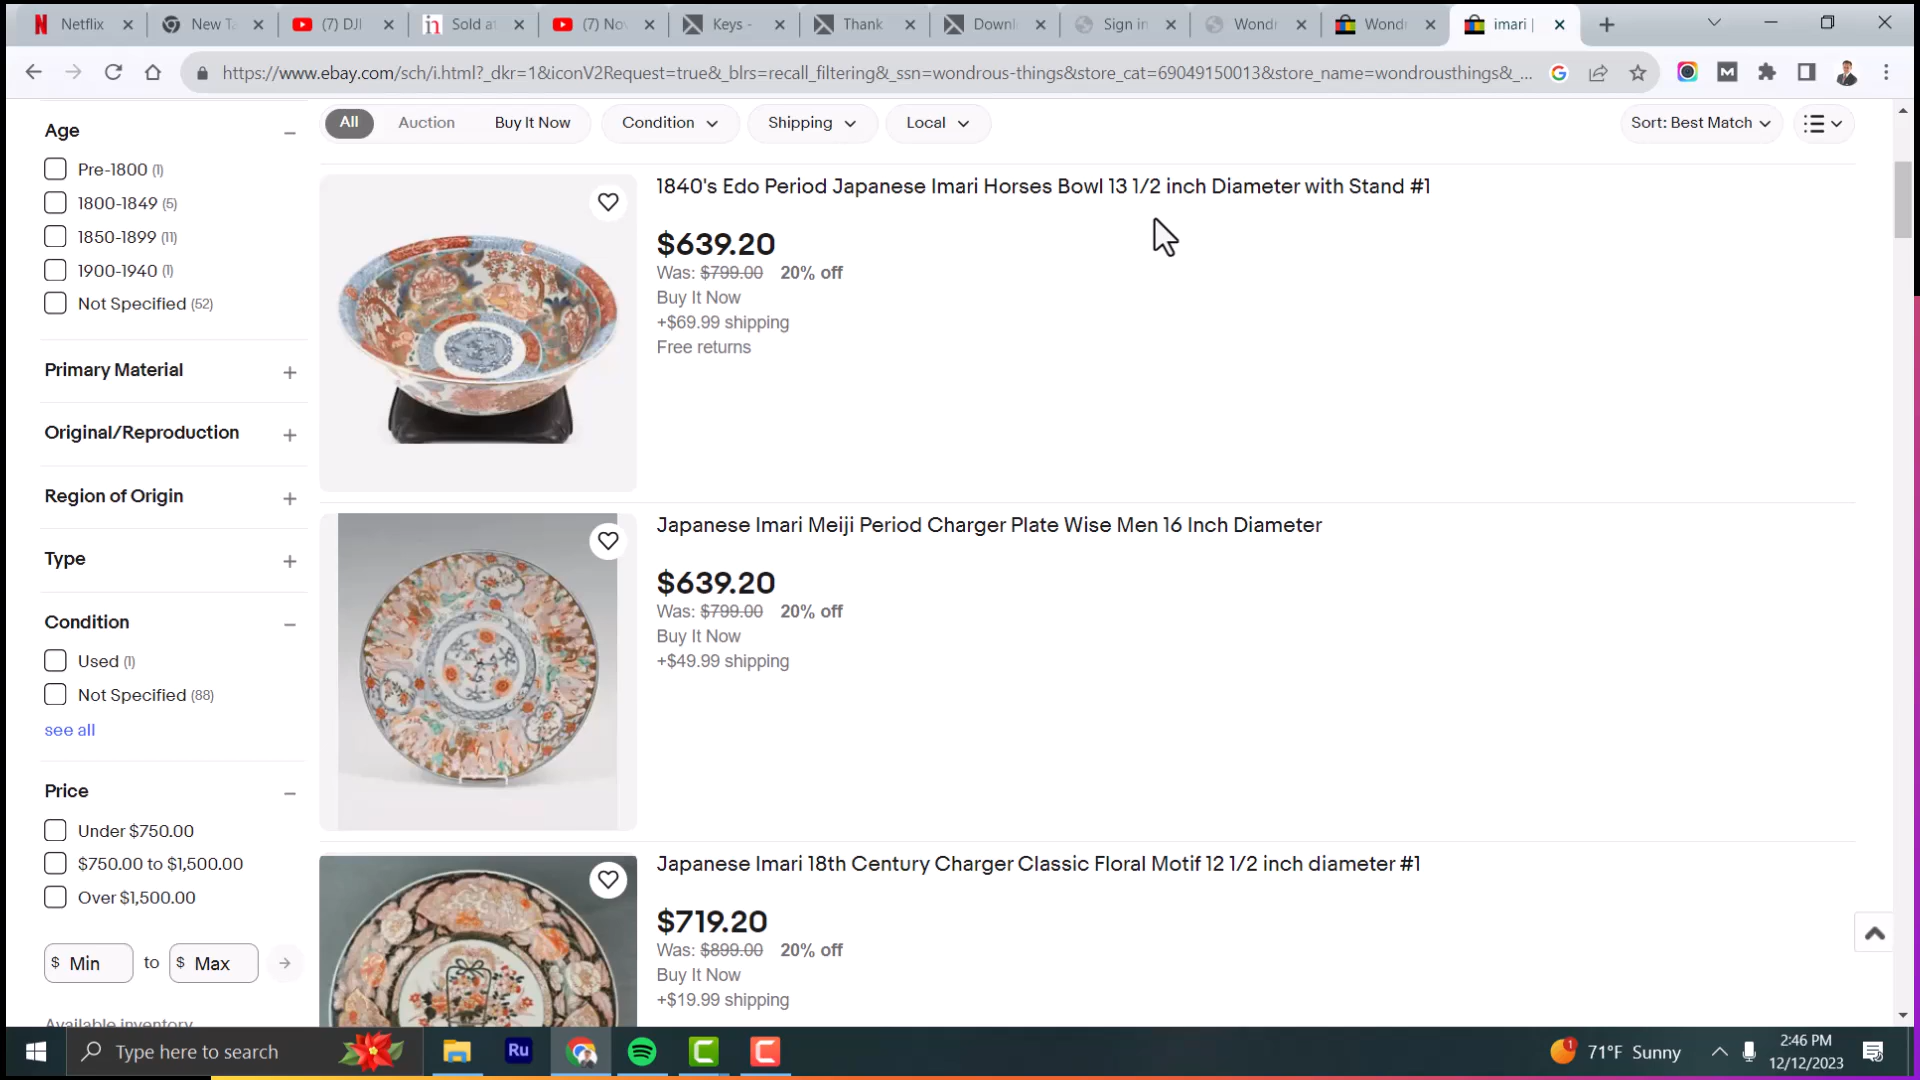 Netflix
New Ta
(7) DJI
Sold at
(7) Nov
Keys -
Thank
Downl
Sign in
Wondr
Wondr
imari |
https://www.ebay.com/sch/i.html?_dkr=1&iconV2Request=true&_blrs=recall_filtering&_ssn=wondrous-things&store_cat=69049150013&store_name=wondrousthings&_...
All
Auction
Buy It Now
Condition
Shipping
Local
Sort: Best Match
Age
Pre-1800 (1)
1800-1849 (5)
1850-1899 (11)
1900-1940 (1)
Not Specified (52)
Primary Material
Original/Reproduction
Region of Origin
Type
Condition
Used (1)
Not Specified (88)
see all
Price
Under $750.00
$750.00 to $1,500.00
Over $1,500.00
$ Min to $ Max
Available inventory
1840's Edo Period Japanese Imari Horses Bowl 13 1/2 inch Diameter with Stand #1
$639.20
Was: $799.00 20% off
Buy It Now
+$69.99 shipping
Free returns
Japanese Imari Meiji Period Charger Plate Wise Men 16 Inch Diameter
$639.20
Was: $799.00 20% off
Buy It Now
+$49.99 shipping
Japanese Imari 18th Century Charger Classic Floral Motif 12 1/2 inch diameter #1
$719.20
Was: $899.00 20% off
Buy It Now
+$19.99 shipping
Type here to search
Ru
1
71°F Sunny
2:46 PM
12/12/2023